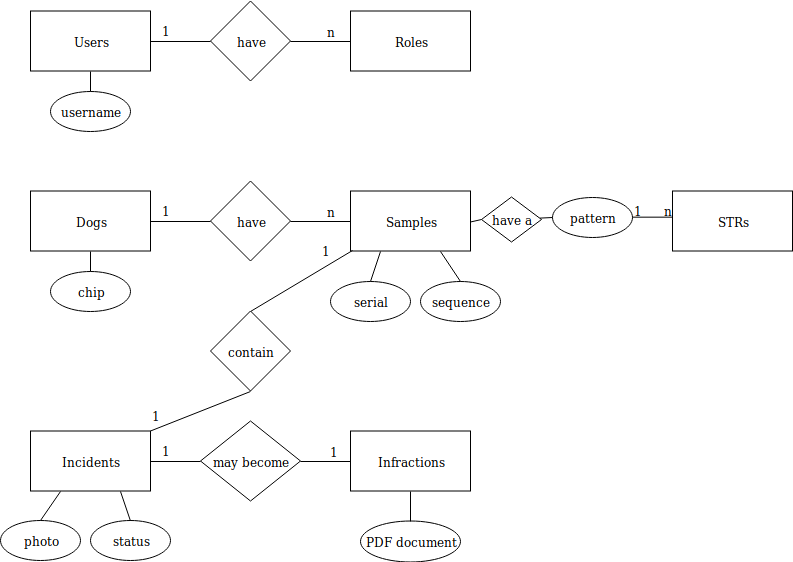 Users
1
have
n
Roles
username
Dogs
1
have
n
Samples
have a
pattern
1
n
STRs
chip
1
serial
sequence
contain
1
Incidents
1
may become
1
Infractions
photo
status
PDF document